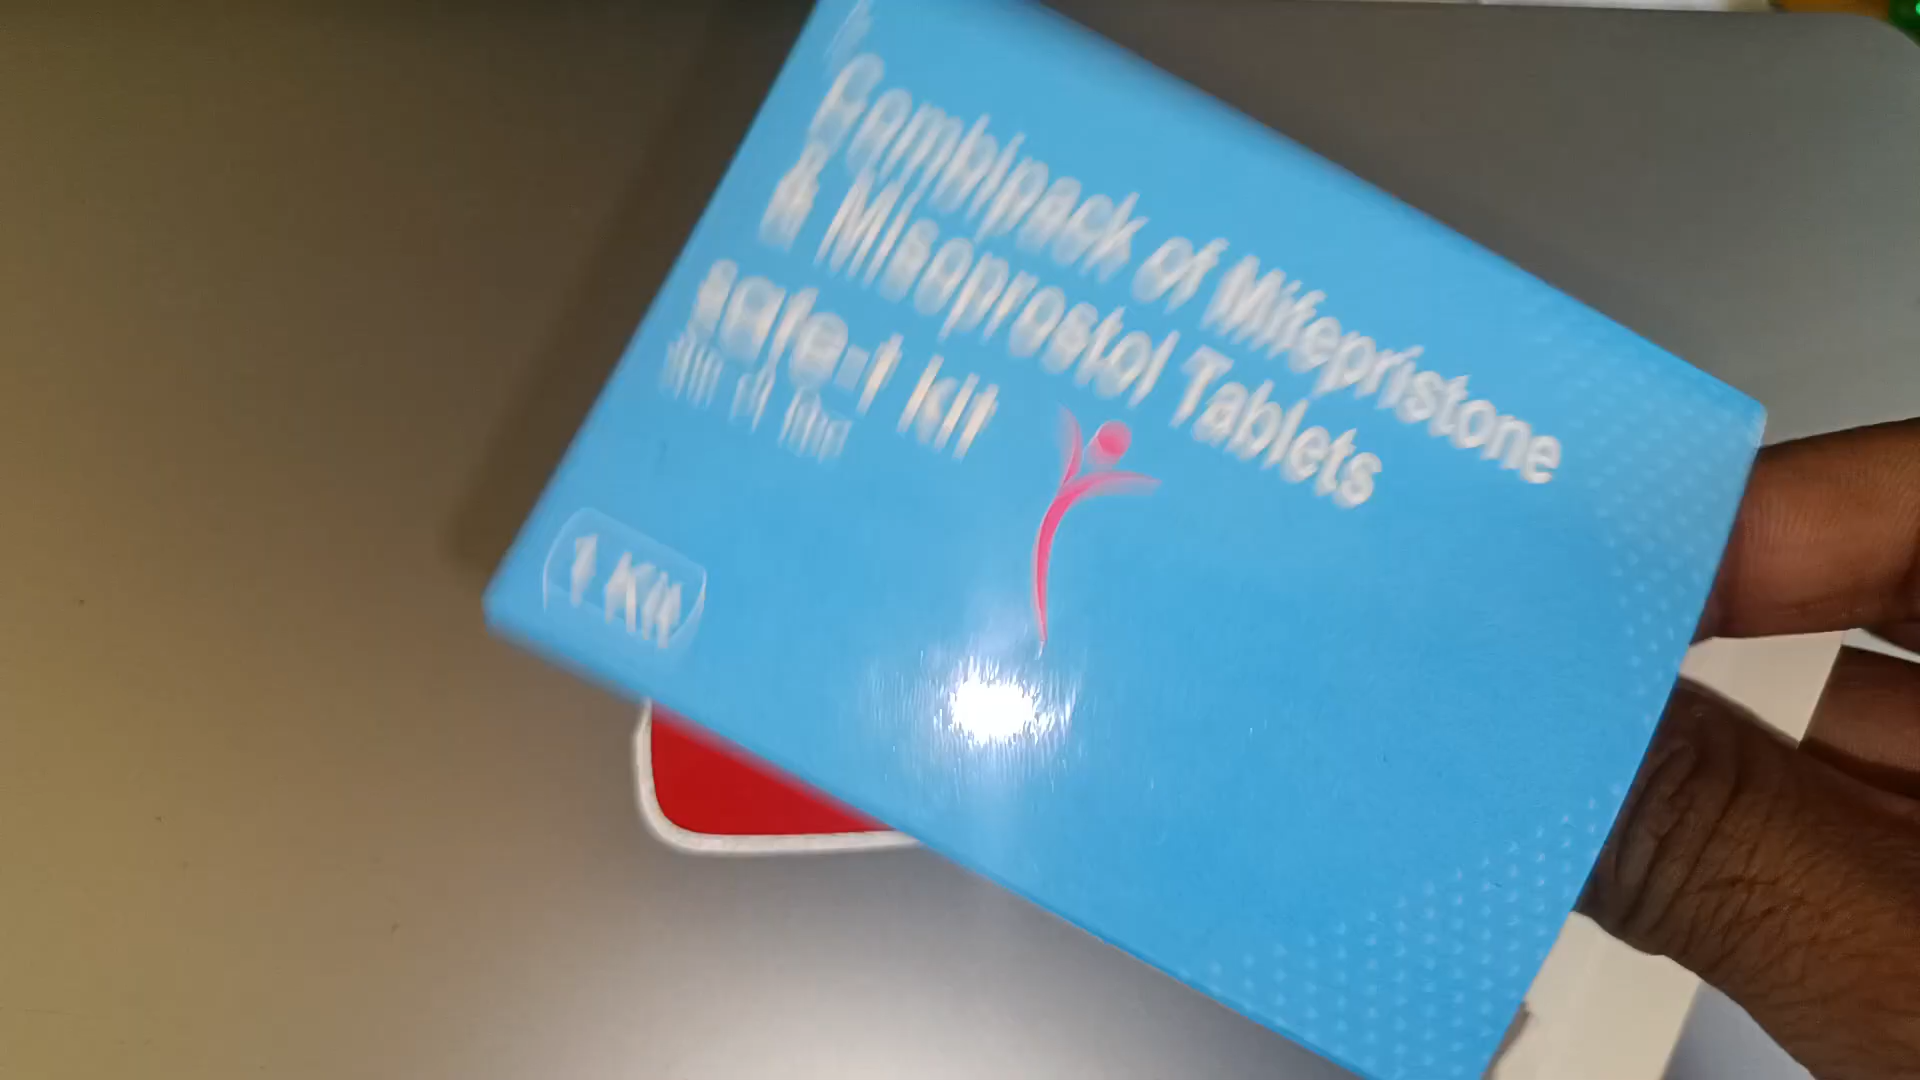 Combipack of Mifepristone
& Misoprostol Tablets
safe-t kit
1 Kit